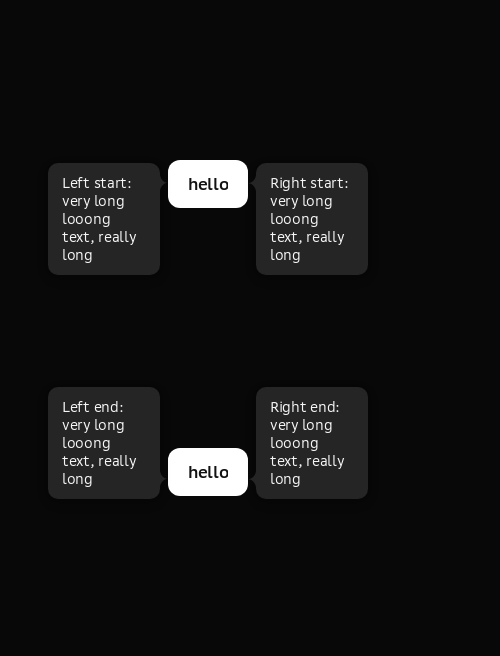 Left start:
very long
looong
text, really
long
hello
Right start:
very long
looong
text, really
long
Left end:
very long
looong
text, really
long
hello
Right end:
very long
looong
text, really
long